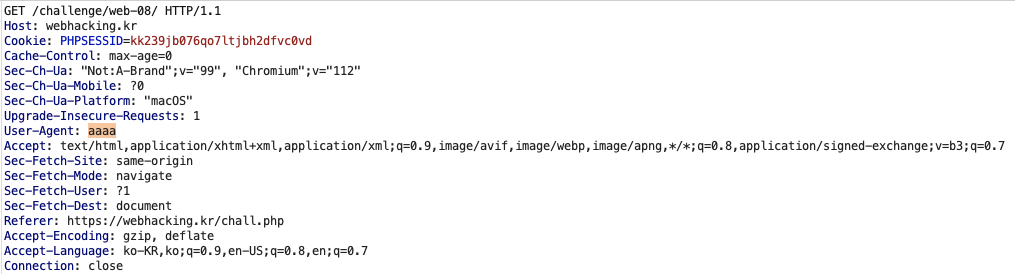 GET /challenge/web-08/ HTTP/1.1
Host: webhacking.kr
Cookie: PHPSESSID=kk239jb076qo7ltjbh2dfvc0vd
Cache-Control: max-age=0
Sec-Ch-Ua: "Not:A-Brand";v="99", "Chromium";v="112"
Sec-Ch-Ua-Mobile: ?0
Sec-Ch-Ua-Platform: "macOS"
Upgrade-Insecure-Requests: 1
User-Agent: aaaa
Accept: text/html,application/xhtml+xml,application/xml;q=0.9,image/avif,image/webp,image/apng,*/*;q=0.8,application/signed-exchange;v=b3;q=0.7
Sec-Fetch-Site: same-origin
Sec-Fetch-Mode: navigate
Sec-Fetch-User: ?1
Sec-Fetch-Dest: document
Referer: https://webhacking.kr/chall.php
Accept-Encoding: gzip, deflate
Accept-Language: ko-KR,ko;q=0.9,en-US;q=0.8,en;q=0.7
Connection: close